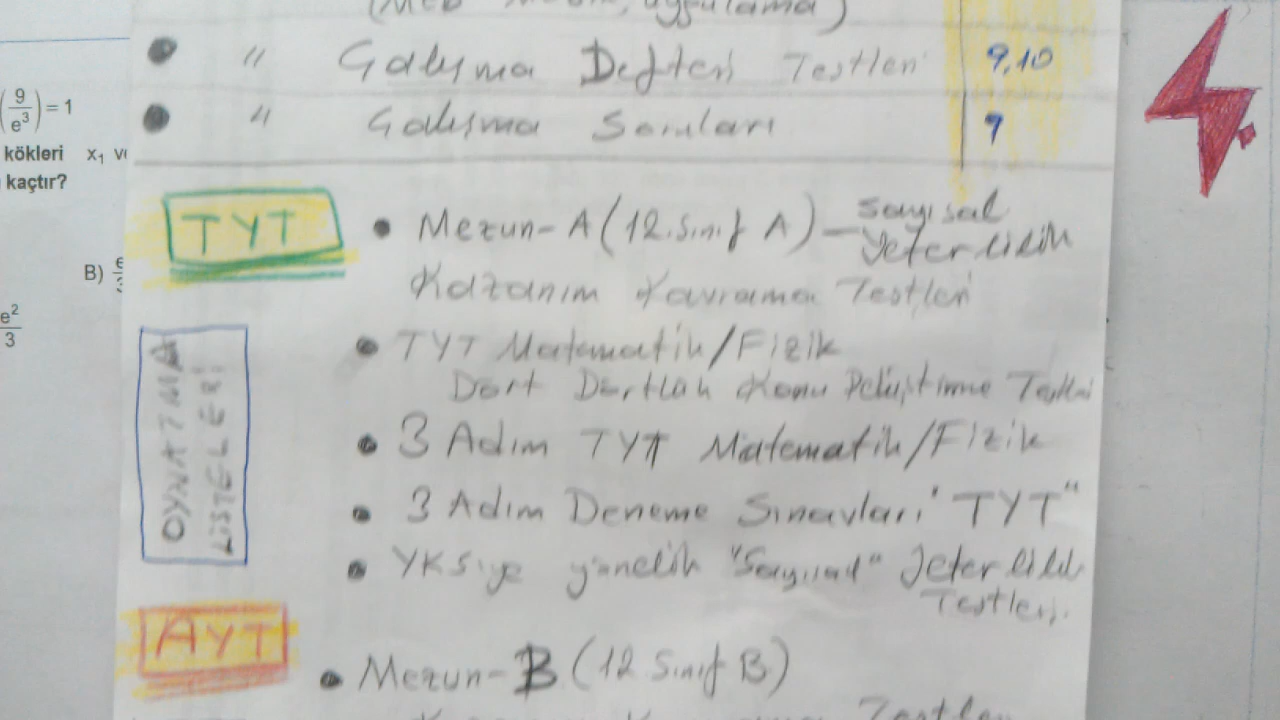 (MEB
" Çalışma Defteri Testleri 9,10
" Çalışma Soruları 9
(9/e³) = 1
kökleri x₁ ve
kaçtır?
B)
e²/3
TYT
• Mezun-A (12.Sınıf A) — Sayısal
Yeterlilik
Kazanım Kavrama Testleri
• TYT Matematik/Fizik
Dört Dörtlük Konu Pekiştirme Testleri
• 3 Adım TYT Matematik/Fizik
• 3 Adım Deneme Sınavları "TYT"
• YKS'ye yönelik "Sayısal" Yeterlilik
Testleri.
OYNATMA
LİSTELERİ
AYT
• Mezun-B (12 Sınıf B)
Testleri